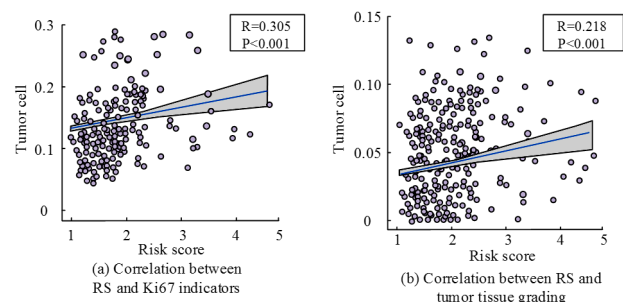 0.3
0.2
0.1
0
Tumor cell
R=0.305
P<0.001
1 2 3 4 5
Risk score
(a) Correlation between
RS and Ki67 indicators
0.15
0.10
0.05
0
Tumor cell
R=0.218
P<0.001
1 2 3 4 5
Risk score
(b) Correlation between RS and
tumor tissue grading